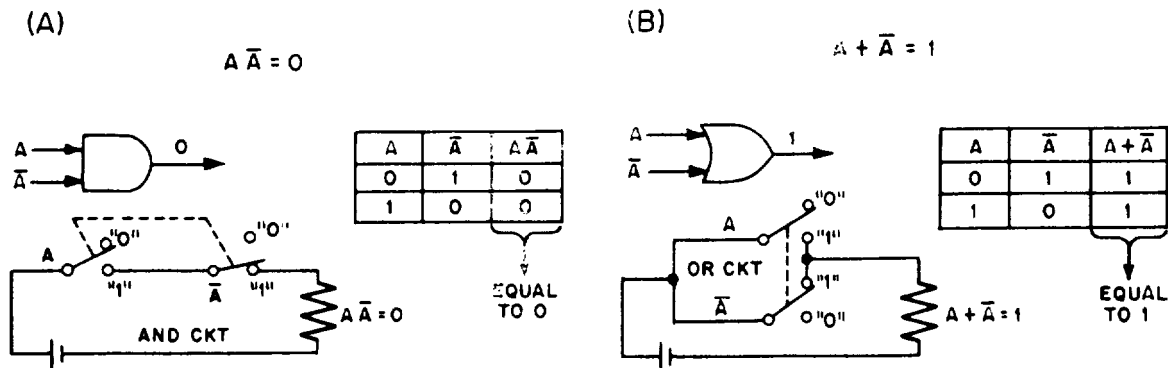 (A)
A Ā = 0
A
Ā
0
A Ā A Ā
0 1 0
1 0 0
EQUAL
TO 0
A
"0"
"1"
Ā
"0"
"1"
A Ā = 0
AND CKT
(B)
A + Ā = 1
A
Ā
1
A Ā A + Ā
0 1 1
1 0 1
EQUAL
TO 1
A
"0"
"1"
OR CKT
"1"
Ā
"0"
A + Ā = 1